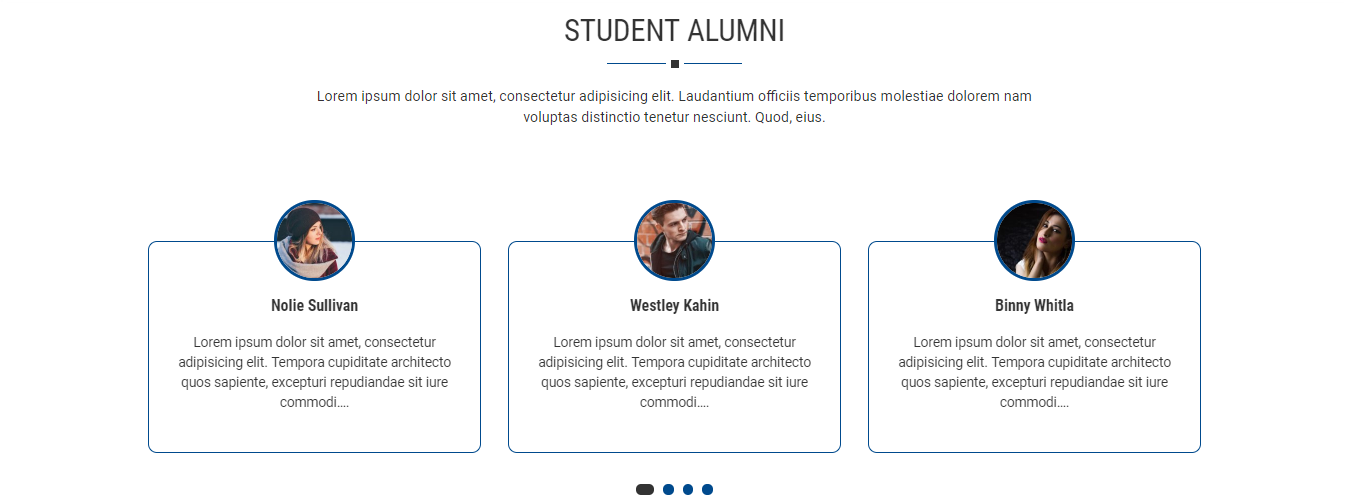 STUDENT ALUMNI
Lorem ipsum dolor sit amet, consectetur adipisicing elit. Laudantium officiis temporibus molestiae dolorem nam
voluptas distinctio tenetur nesciunt. Quod, eius.
Nolie Sullivan
Lorem ipsum dolor sit amet, consectetur
adipisicing elit. Tempora cupiditate architecto
quos sapiente, excepturi repudiandae sit iure
commodi....
Westley Kahin
Lorem ipsum dolor sit amet, consectetur
adipisicing elit. Tempora cupiditate architecto
quos sapiente, excepturi repudiandae sit iure
commodi....
Binny Whitla
Lorem ipsum dolor sit amet, consectetur
adipisicing elit. Tempora cupiditate architecto
quos sapiente, excepturi repudiandae sit iure
commodi....